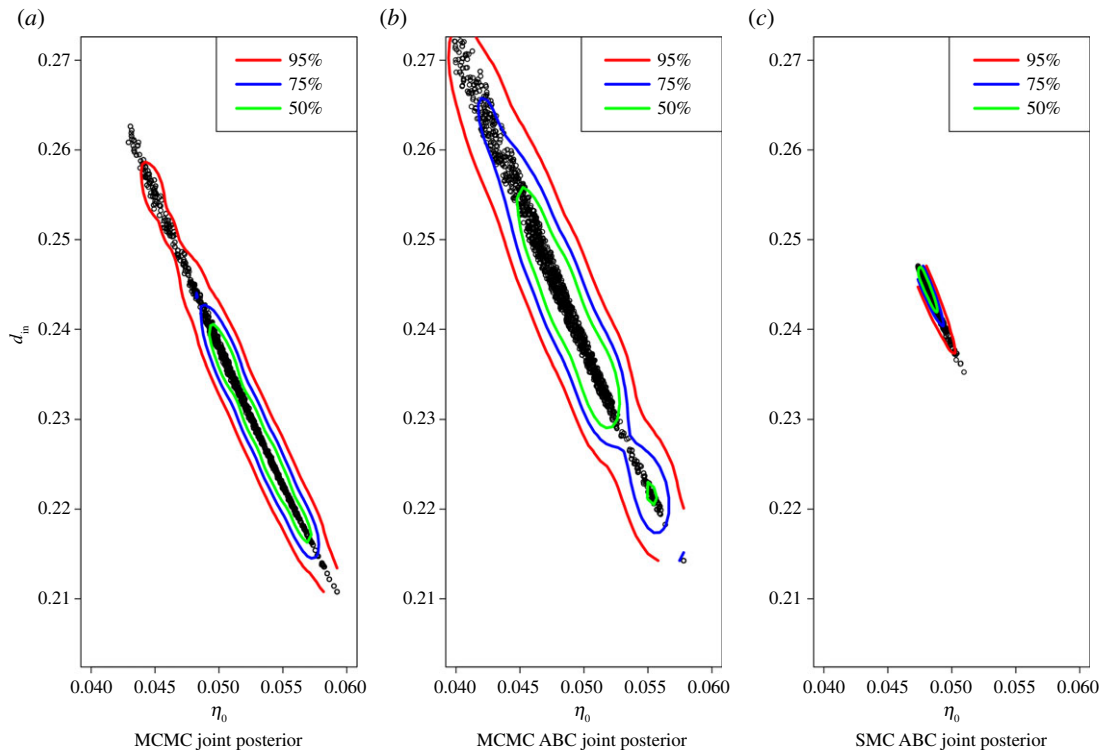 (a) (b) (c)
95% 95% 95%
75% 75% 75%
50% 50% 50%
0.27 0.27 0.27
0.26 0.26 0.26
0.25 0.25 0.25
d_in
0.24 0.24 0.24
0.23 0.23 0.23
0.22 0.22 0.22
0.21 0.21 0.21
0.040 0.045 0.050 0.055 0.060 0.040 0.045 0.050 0.055 0.060 0.040 0.045 0.050 0.055 0.060
η₀ η₀ η₀
MCMC joint posterior MCMC ABC joint posterior SMC ABC joint posterior